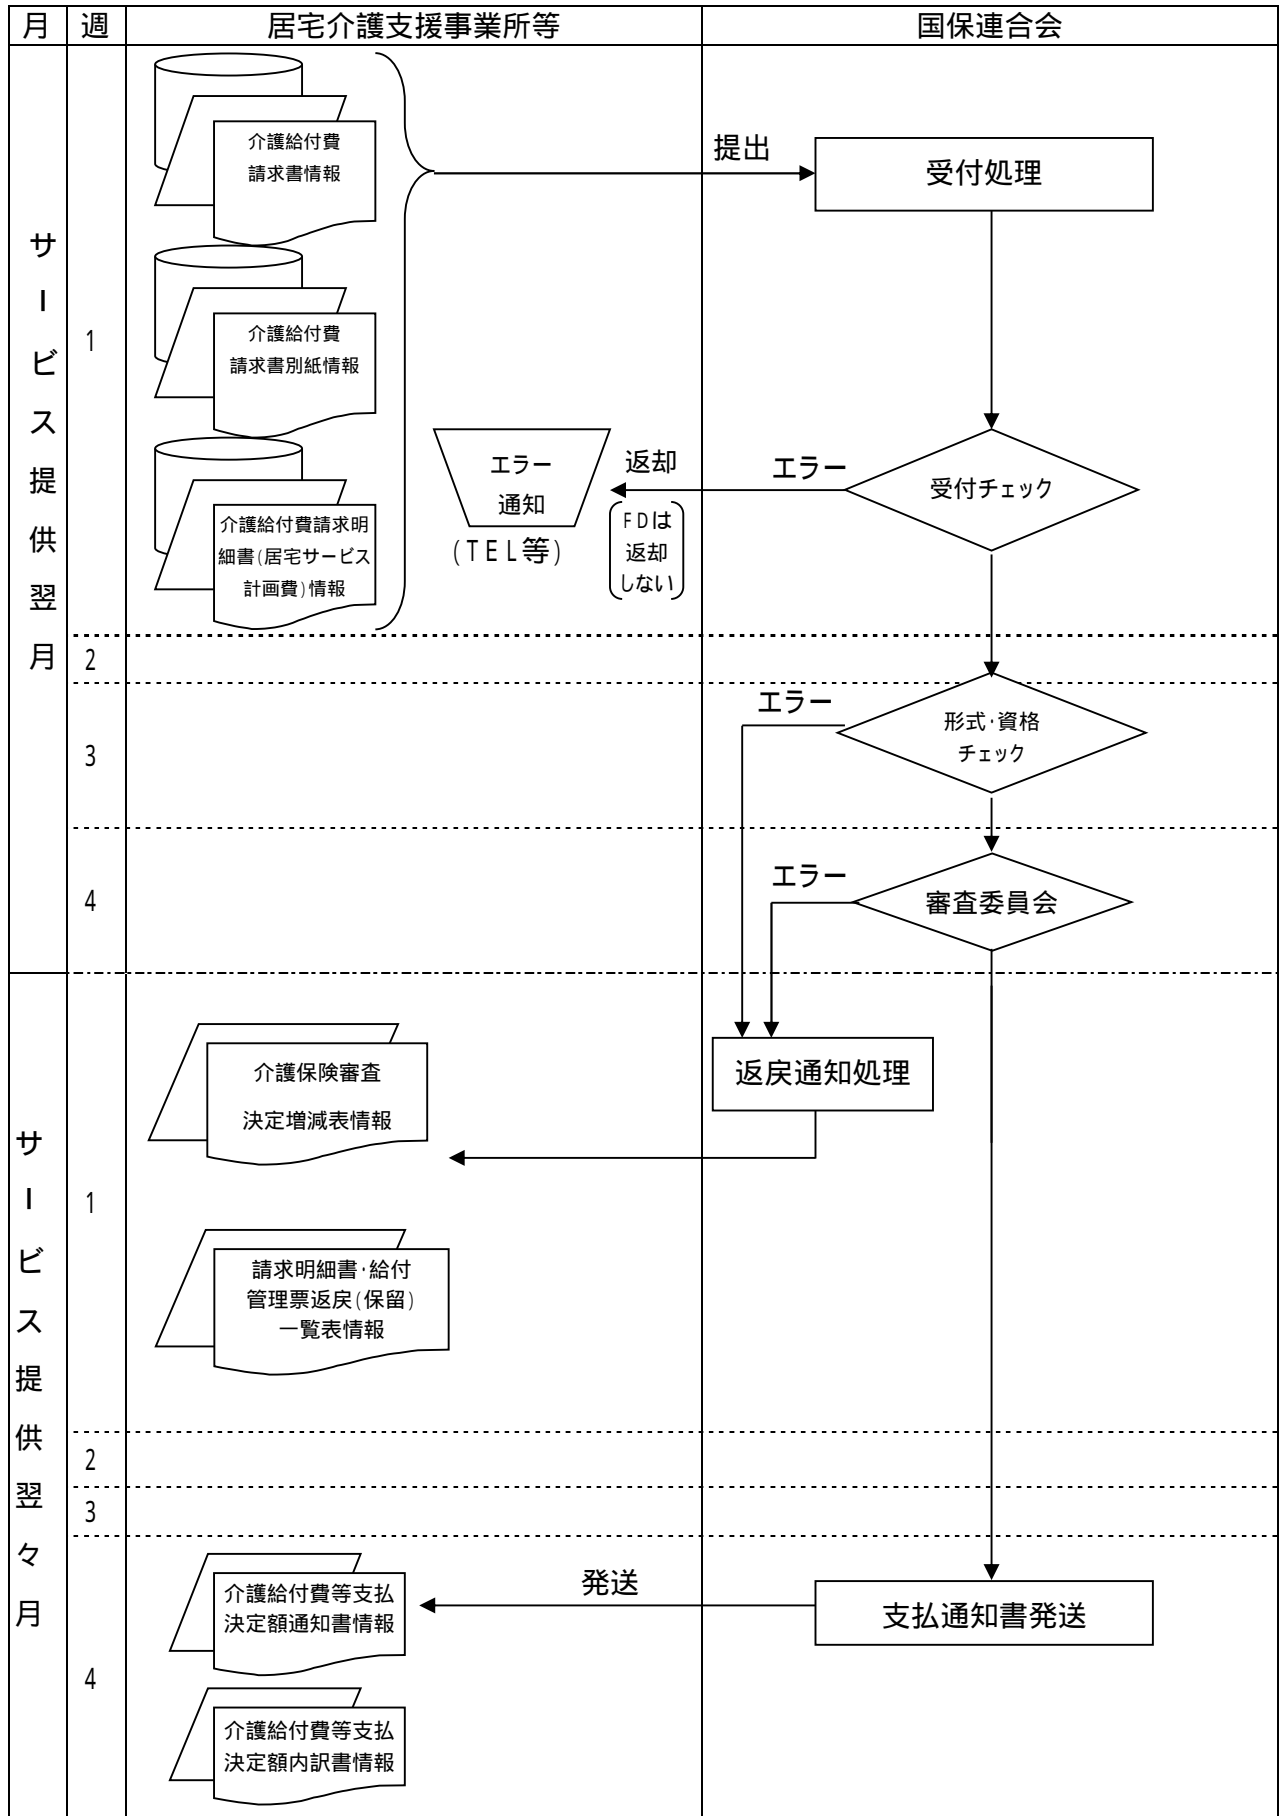 月 週 居宅介護支援事業所等 国保連合会
サービス提供翌月
1
介護給付費
請求書情報
提出
受付処理
介護給付費
請求書別紙情報
介護給付費請求明
細書(居宅サービス
計画費)情報
エラー
通知
(TEL等)
返却
FDは
返却
しない
エラー
受付チェック
2
3
エラー
形式・資格
チェック
4
エラー
審査委員会
サービス提供翌々月
1
介護保険審査
決定増減表情報
返戻通知処理
請求明細書・給付
管理票返戻(保留)
一覧表情報
2
3
4
介護給付費等支払
決定額通知書情報
発送
支払通知書発送
介護給付費等支払
決定額内訳書情報